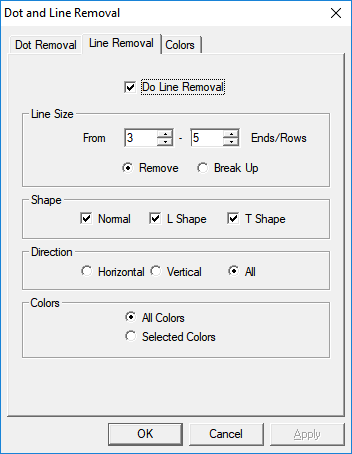 Dot and Line Removal
Dot Removal Line Removal Colors
Do Line Removal
Line Size
From 3 - 5 Ends/Rows
Remove Break Up
Shape
Normal L Shape T Shape
Direction
Horizontal Vertical All
Colors
All Colors
Selected Colors
OK Cancel Apply